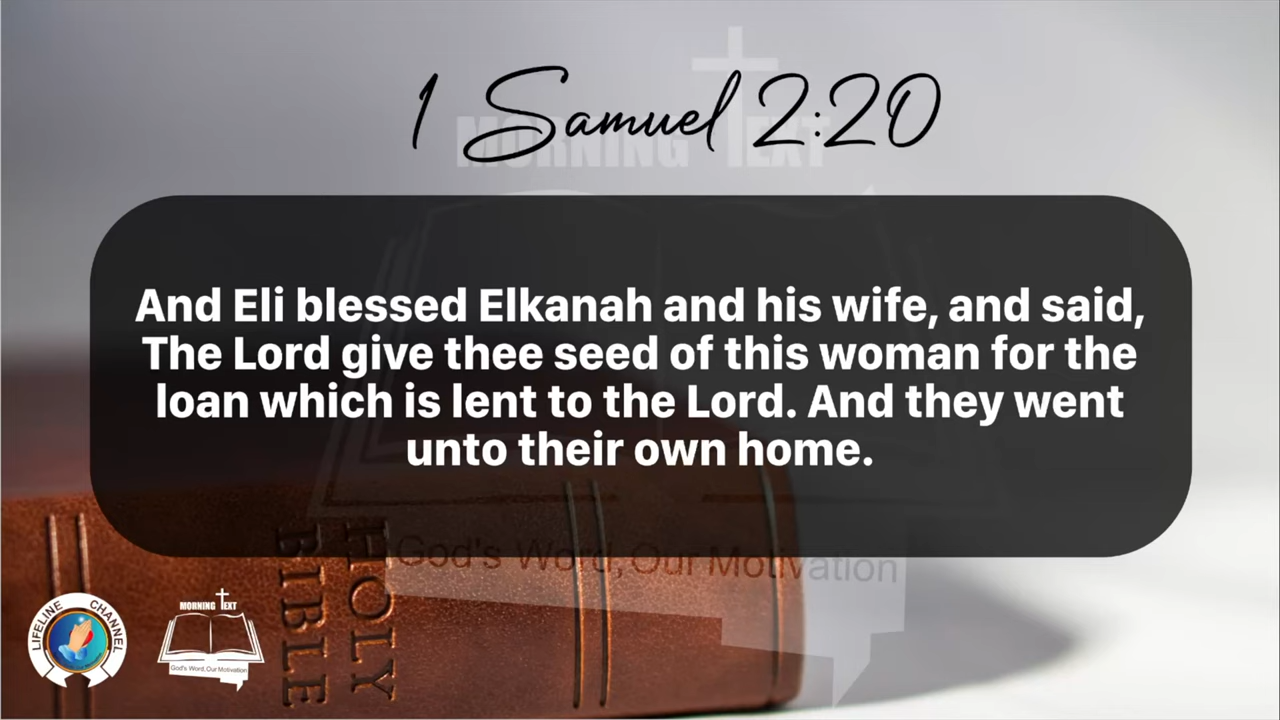 1 Samuel 2:20
MORNING TEXT
And Eli blessed Elkanah and his wife, and said,
The Lord give thee seed of this woman for the
loan which is lent to the Lord. And they went
unto their own home.
God's Word, Our Motivation
HOLY
BIBLE
LIFELINE CHANNEL
MORNING TEXT
God's Word, Our Motivation